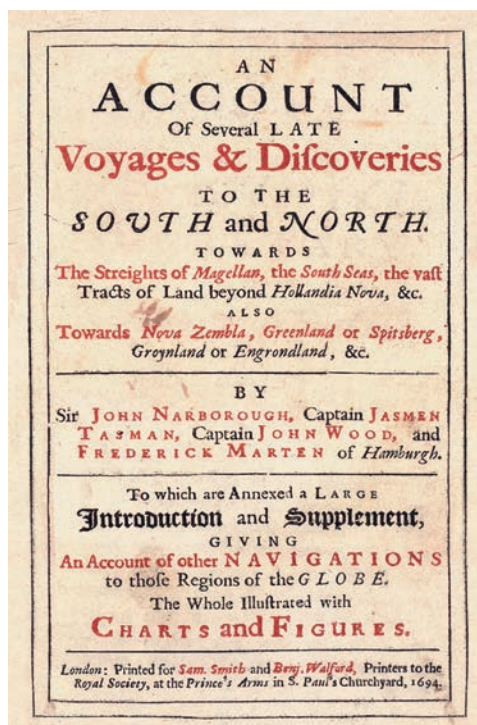 AN
ACCOUNT
Of Several LATE
Voyages & Diſcoveries
TO THE
SOUTH and NORTH.
TOWARDS
The Streights of Magellan, the South Seas, the vaſt
Tracts of Land beyond Hollandia Nova, &c.
ALSO
Towards Nova Zembla, Greenland or Spitsberg,
Groynland or Engrondland, &c.
BY
Sir JOHN NARBOROUGH, Captain JASMEN
TASMAN, Captain JOHN WOOD, and
FREDERICK MARTEN of Hamburgh.
To which are Annexed a LARGE
Introduction and Supplement,
GIVING
An Account of other NAVIGATIONS
to thoſe Regions of the GLOBE.
The Whole Illuſtrated with
CHARTS and FIGURES.
London: Printed for Sam. Smith and Benj. Walford, Printers to the
Royal Society, at the Prince's Arms in S. Paul's Churchyard, 1694.